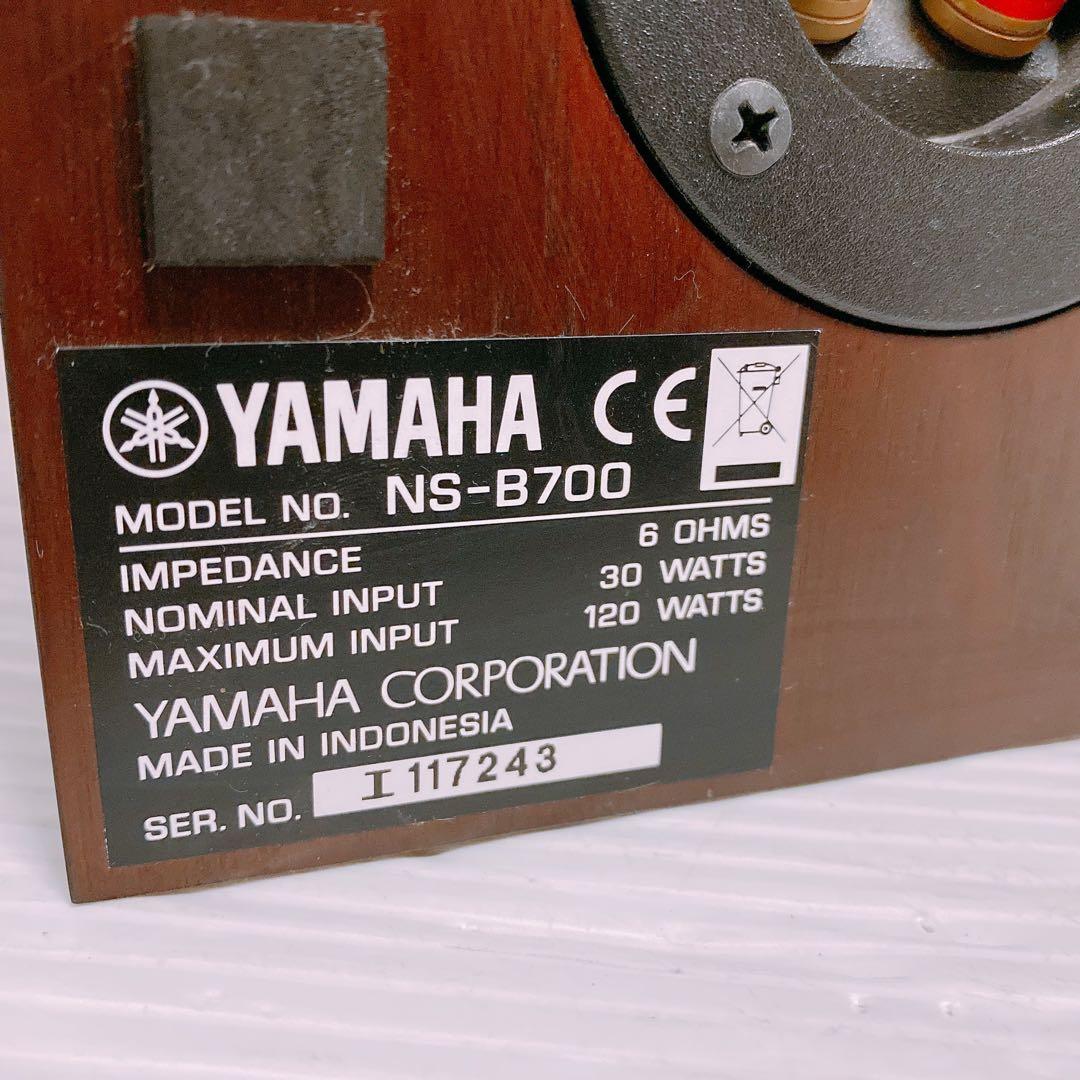 YAMAHA CE
MODEL NO. NS-B700
IMPEDANCE 6 OHMS
NOMINAL INPUT 30 WATTS
MAXIMUM INPUT 120 WATTS
YAMAHA CORPORATION
MADE IN INDONESIA
SER. NO. I 117243